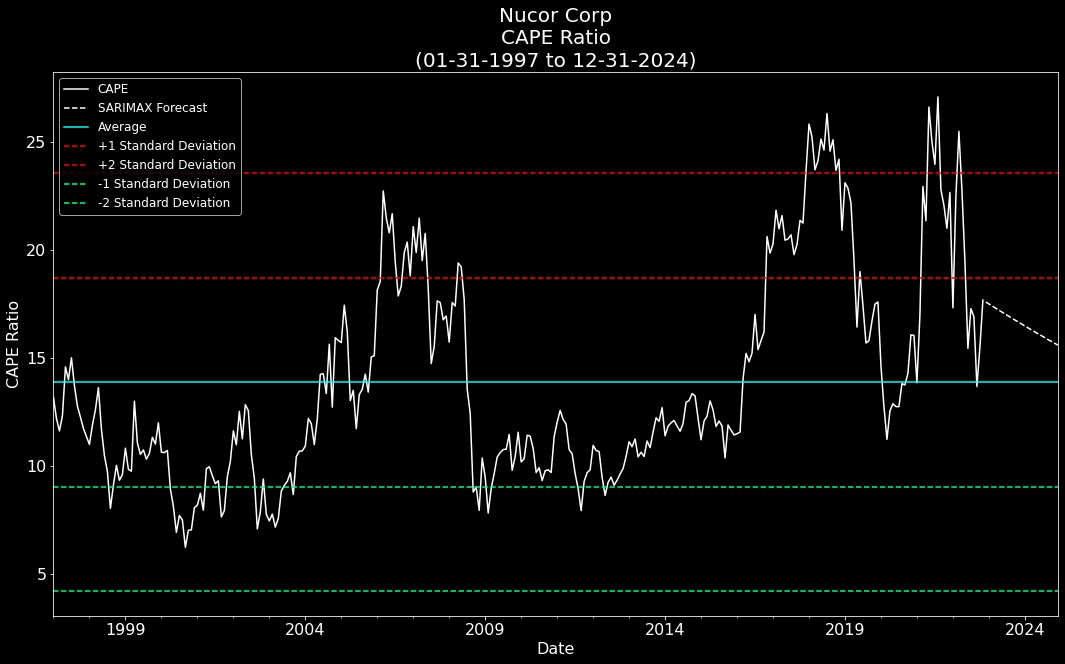 Nucor Corp
CAPE Ratio
(01-31-1997 to 12-31-2024)
CAPE
SARIMAX Forecast
Average
+1 Standard Deviation
+2 Standard Deviation
-1 Standard Deviation
-2 Standard Deviation
25
20
15
10
5
CAPE Ratio
1999 2004 2009 2014 2019 2024
Date